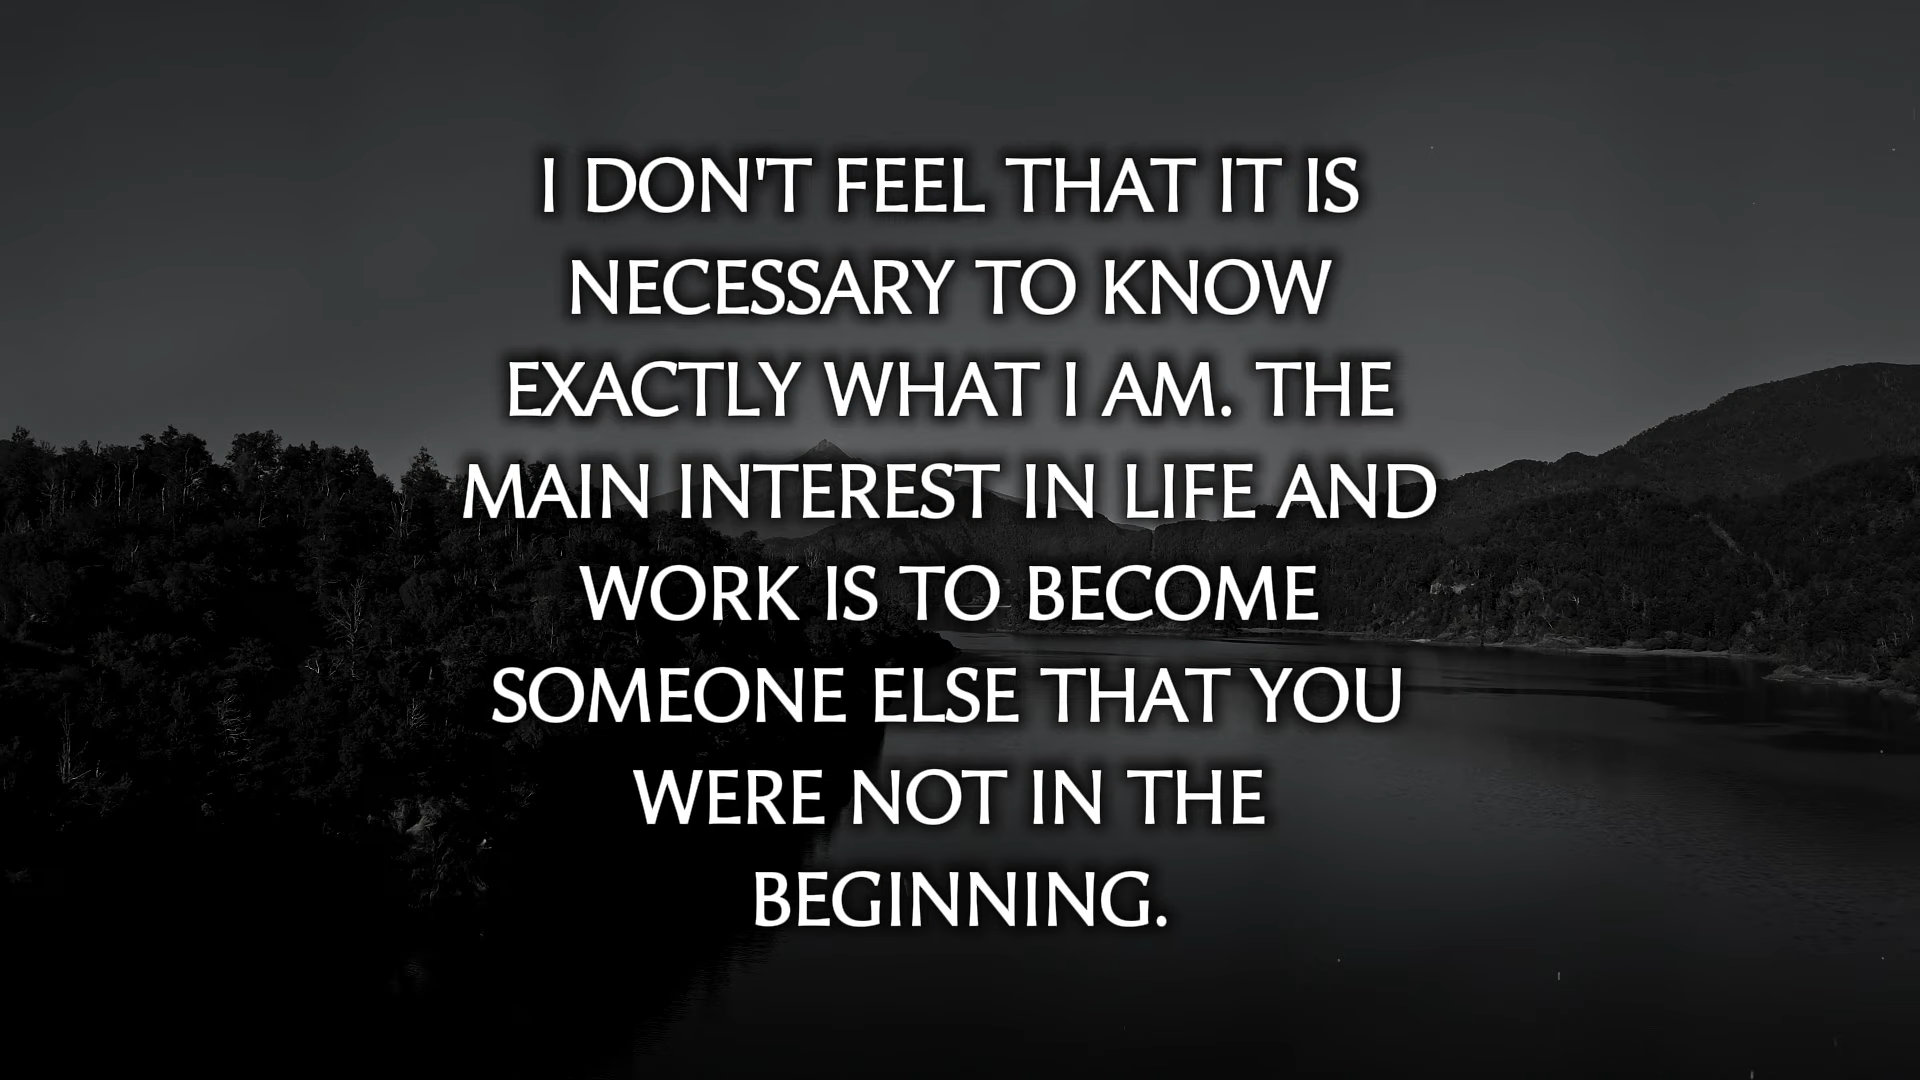 I DON'T FEEL THAT IT IS
NECESSARY TO KNOW
EXACTLY WHAT I AM. THE
MAIN INTEREST IN LIFE AND
WORK IS TO BECOME
SOMEONE ELSE THAT YOU
WERE NOT IN THE
BEGINNING.